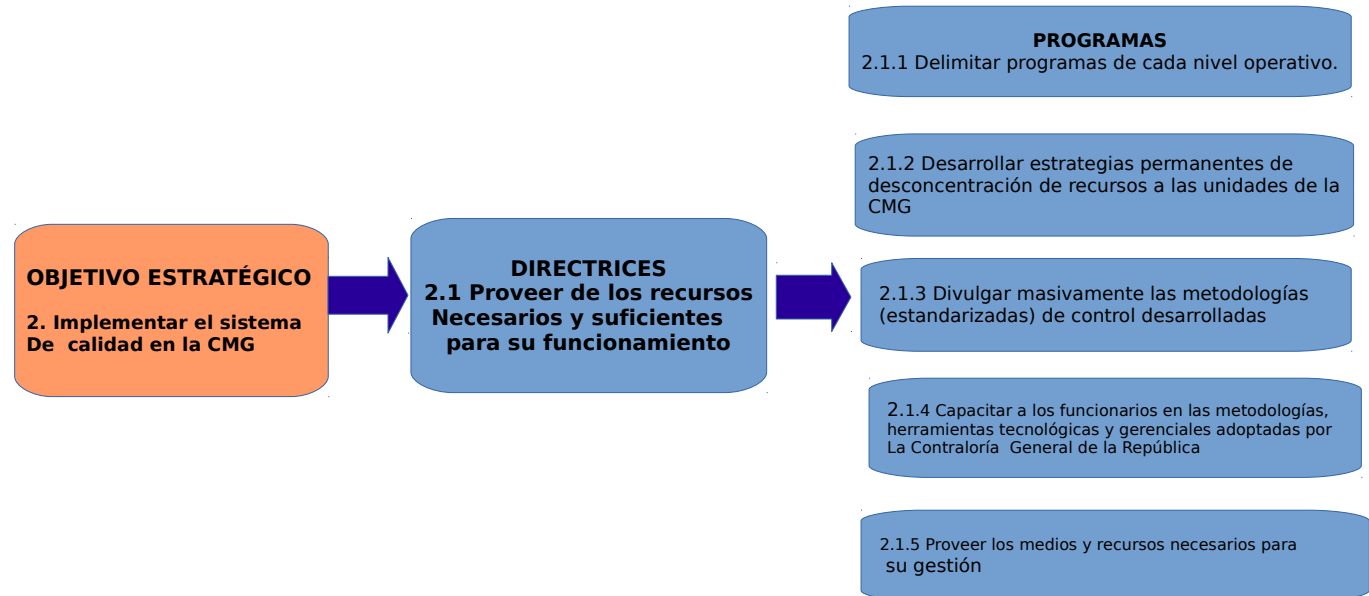 OBJETIVO ESTRATÉGICO
2. Implementar el sistema
De calidad en la CMG
DIRECTRICES
2.1 Proveer de los recursos
Necesarios y suficientes
para su funcionamiento
PROGRAMAS
2.1.1 Delimitar programas de cada nivel operativo.
2.1.2 Desarrollar estrategias permanentes de
desconcentración de recursos a las unidades de la
CMG
2.1.3 Divulgar masivamente las metodologías
(estandarizadas) de control desarrolladas
2.1.4 Capacitar a los funcionarios en las metodologías,
herramientas tecnológicas y gerenciales adoptadas por
La Contraloría General de la República
2.1.5 Proveer los medios y recursos necesarios para
su gestión